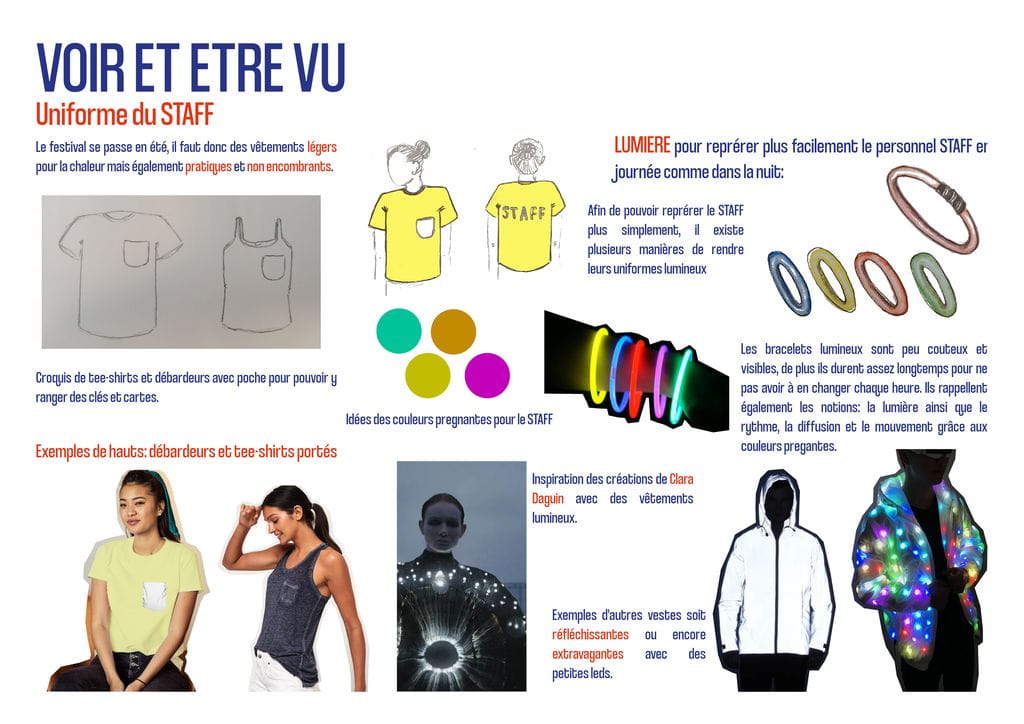 VOIR ET ETRE VU
Uniforme du STAFF
Le festival se passe en été, il faut donc des vêtements légers
pour la chaleur mais également pratiques et non encombrants.
Croquis de tee-shirts et débardeurs avec poche pour pouvoir y
ranger des clés et cartes.
Exemples de hauts: débardeurs et tee-shirts portés
STAFF
Idées des couleurs pregnantes pour le STAFF
LUMIERE pour reprérer plus facilement le personnel STAFF en
journée comme dans la nuit:
Afin de pouvoir reprérer le STAFF
plus simplement, il existe
plusieurs manières de rendre
leurs uniformes lumineux
Les bracelets lumineux sont peu couteux et
visibles, de plus ils durent assez longtemps pour ne
pas avoir à en changer chaque heure. Ils rappellent
également les notions: la lumière ainsi que le
rythme, la diffusion et le mouvement grâce aux
couleurs pregantes.
Inspiration des créations de Clara
Daguin avec des vêtements
lumineux.
Exemples d'autres vestes soit
réfléchissantes ou encore
extravagantes avec des
petites leds.